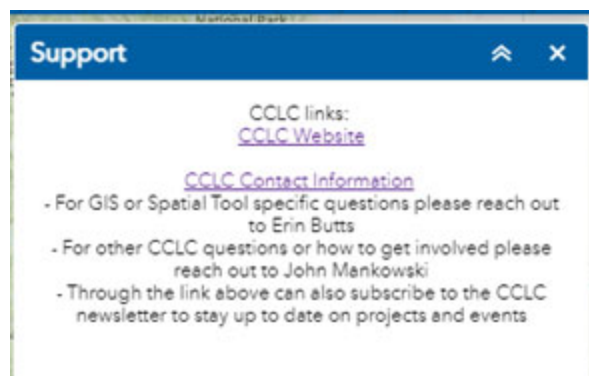 National Park
Support
CCLC links:
CCLC Website
CCLC Contact Information
- For GIS or Spatial Tool specific questions please reach out
to Erin Butts
- For other CCLC questions or how to get involved please
reach out to John Mankowski
- Through the link above can also subscribe to the CCLC
newsletter to stay up to date on projects and events